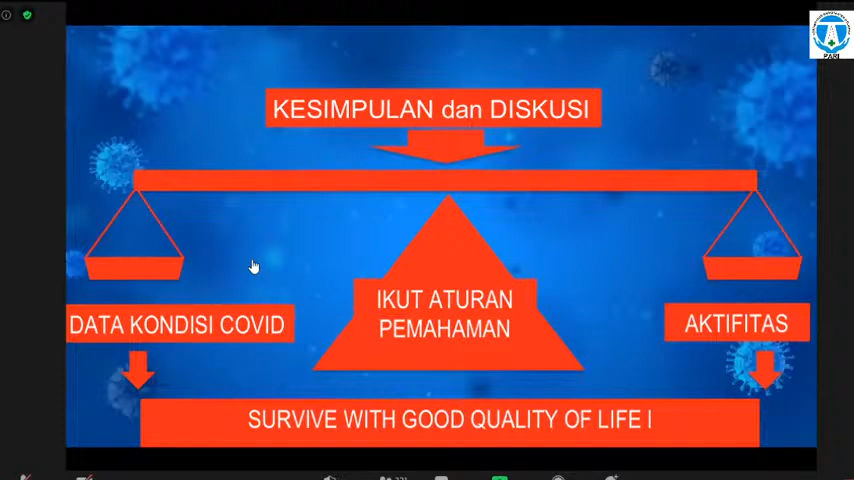 KESIMPULAN dan DISKUSI
IKUT ATURAN
PEMAHAMAN
DATA KONDISI COVID
AKTIFITAS
SURVIVE WITH GOOD QUALITY OF LIFE I
PARI